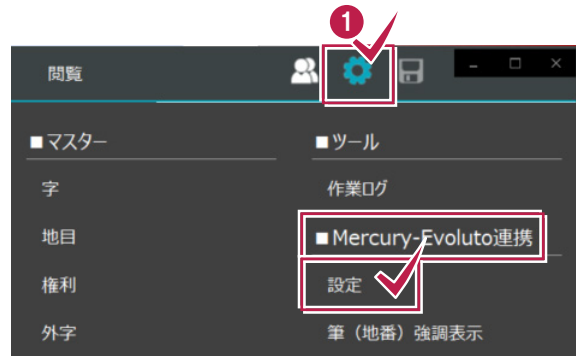 1
閲覧
■マスター
字
地目
権利
外字
■ツール
作業ログ
■Mercury-Evoluto連携
設定
筆（地番）強調表示